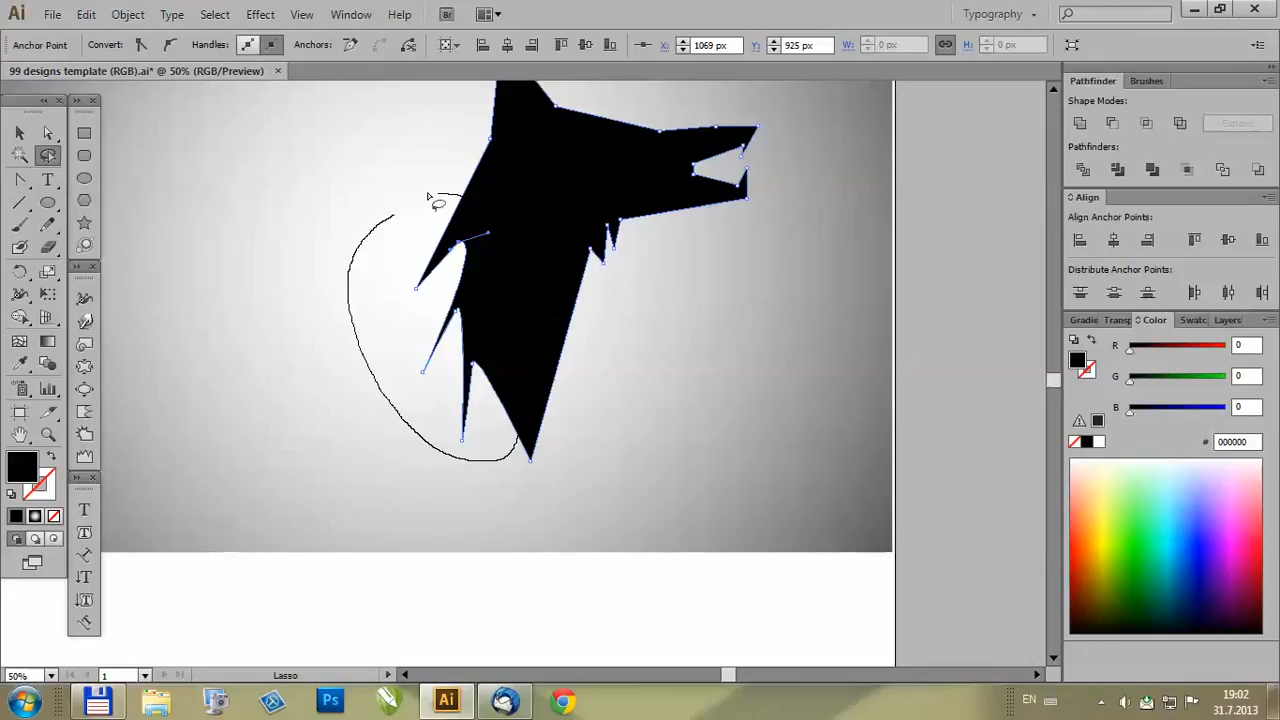 Ai File Edit Object Type Select Effect View Window Help Br Typography
Anchor Point Convert: Handles: Anchors: X: 1069 px Y: 925 px W: 0 px H: 0 px
99 designs template (RGB).ai* @ 50% (RGB/Preview) ×
Pathfinder Brushes
Shape Modes:
Expand
Pathfinders:
Align
Align Anchor Points:
Distribute Anchor Points:
Gradie Transp Color Swatc Layers
R 0
G 0
B 0
# 000000
T
T
T
T
T
50% 1 Lasso
Ps Ai EN 19:02
31.7.2013